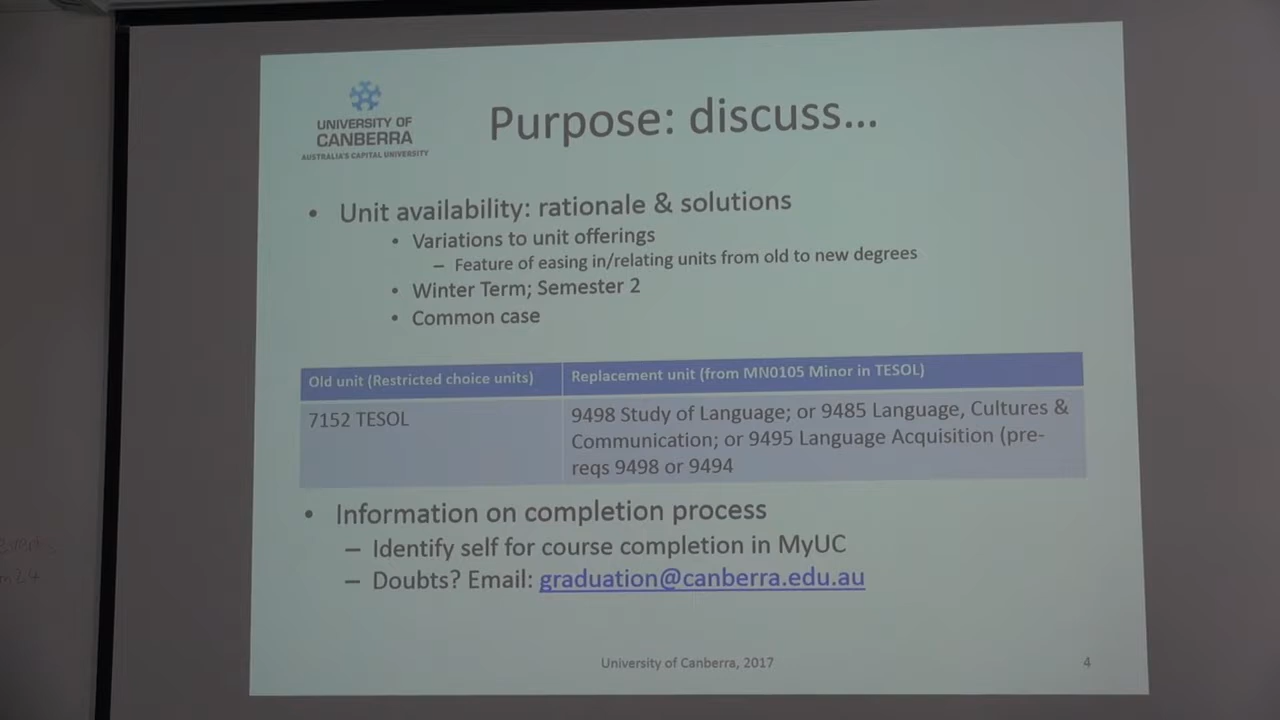 UNIVERSITY OF
CANBERRA
AUSTRALIA'S CAPITAL UNIVERSITY
Purpose: discuss...
• Unit availability: rationale & solutions
• Variations to unit offerings
– Feature of easing in/relating units from old to new degrees
• Winter Term; Semester 2
• Common case
Old unit (Restricted choice units)
Replacement unit (from MN0105 Minor in TESOL)
7152 TESOL
9498 Study of Language; or 9485 Language, Cultures &
Communication; or 9495 Language Acquisition (pre-
reqs 9498 or 9494
• Information on completion process
– Identify self for course completion in MyUC
– Doubts? Email: graduation@canberra.edu.au
University of Canberra, 2017
4